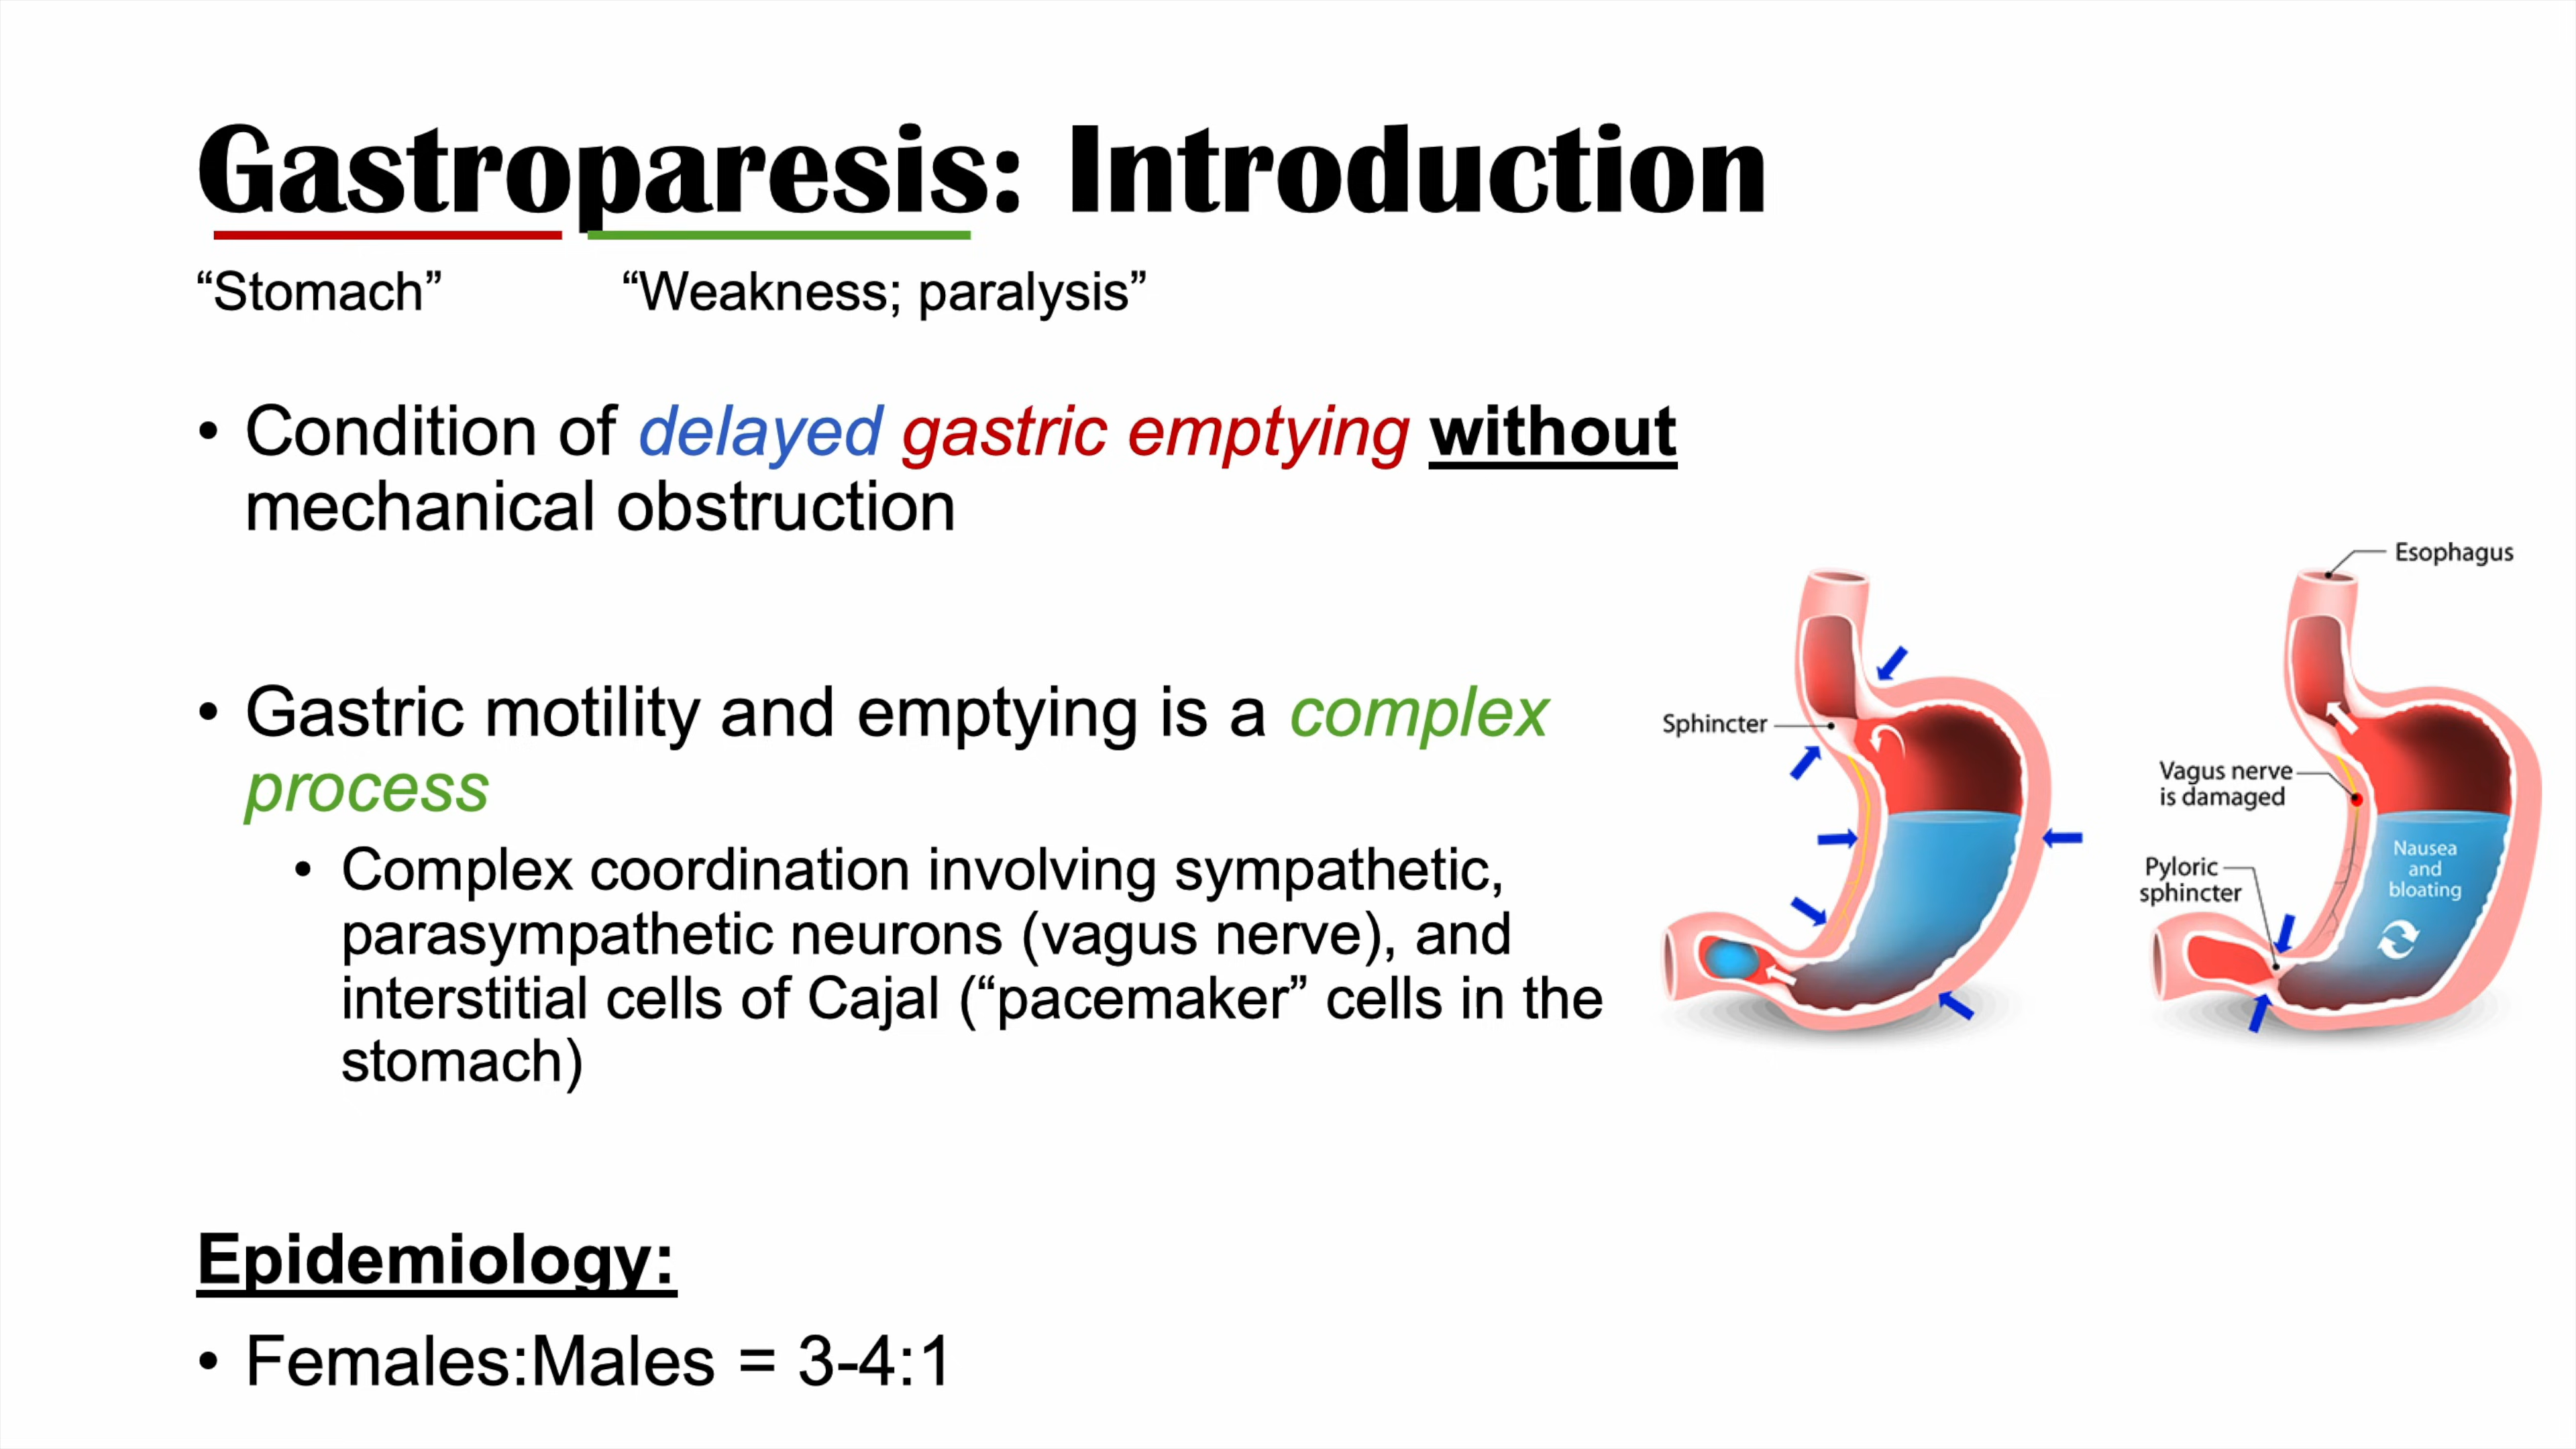 Gastroparesis: Introduction
“Stomach” “Weakness; paralysis”
• Condition of delayed gastric emptying without
mechanical obstruction
• Gastric motility and emptying is a complex
process
• Complex coordination involving sympathetic,
parasympathetic neurons (vagus nerve), and
interstitial cells of Cajal (“pacemaker” cells in the
stomach)
Epidemiology:
• Females:Males = 3-4:1
Sphincter
Esophagus
Vagus nerve
is damaged
Pyloric
sphincter
Nausea
and
bloating